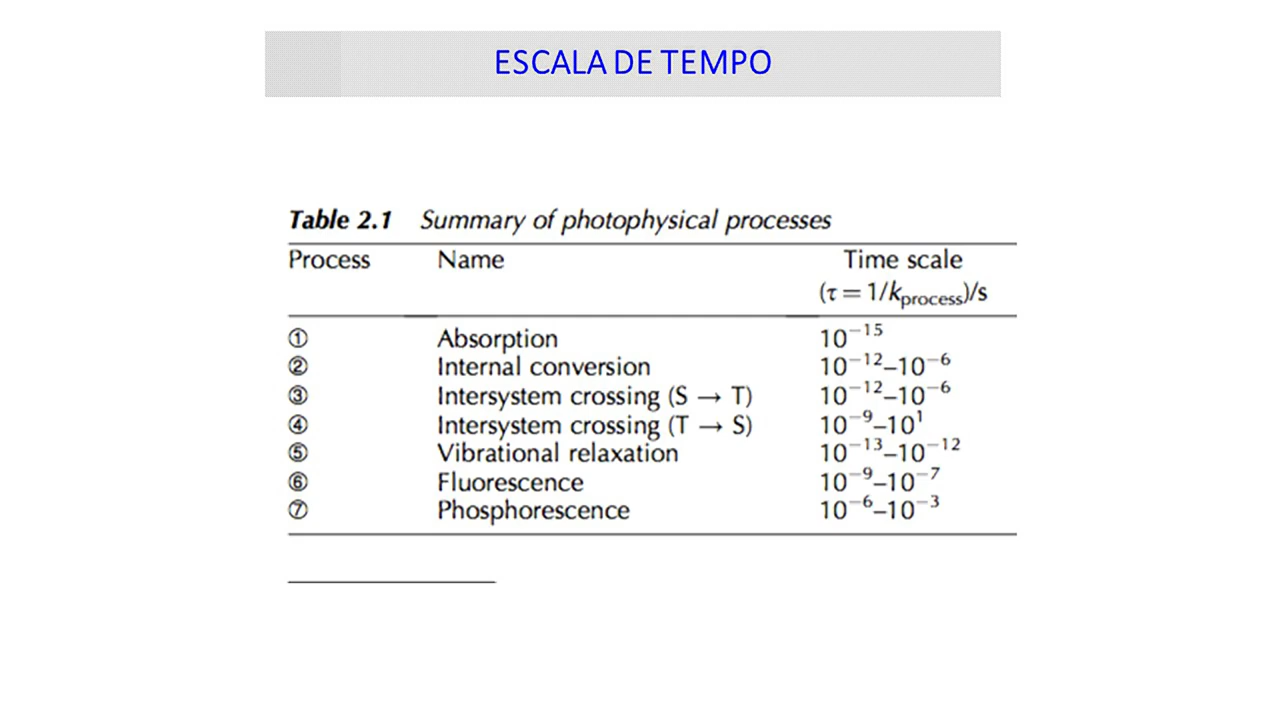 ESCALA DE TEMPO
Table 2.1 Summary of photophysical processes
Process Name Time scale
(τ = 1/kprocess)/s
① Absorption 10⁻¹⁵
② Internal conversion 10⁻¹²–10⁻⁶
③ Intersystem crossing (S → T) 10⁻¹²–10⁻⁶
④ Intersystem crossing (T → S) 10⁻⁹–10¹
⑤ Vibrational relaxation 10⁻¹³–10⁻¹²
⑥ Fluorescence 10⁻⁹–10⁻⁷
⑦ Phosphorescence 10⁻⁶–10⁻³